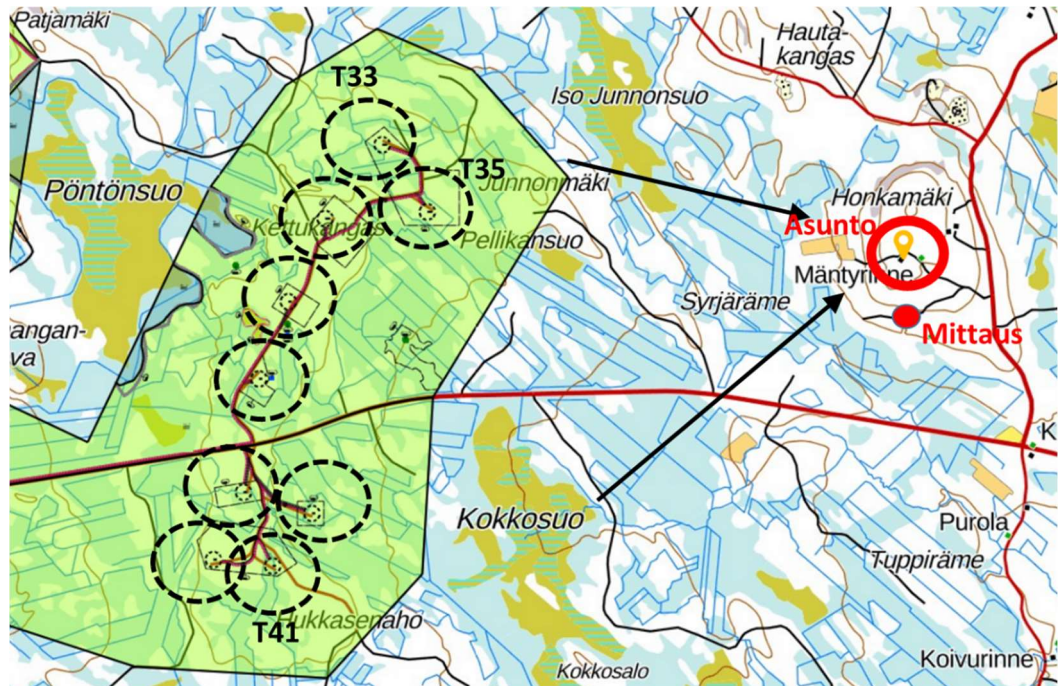 Patjamäki
Hauta-
kangas
T33
Iso Junnonsuo
T35
Pöntönsuo
Junnonmäki
Honkamäki
Kettukangas
Asunto
Pellikansuo
Mäntyrinne
Syrjäräme
angan-
va
Mittaus
K
Kokkosuo
Purola
Tuppiräme
T41
ukkasenaho
Kokkosalo
Koivurinne